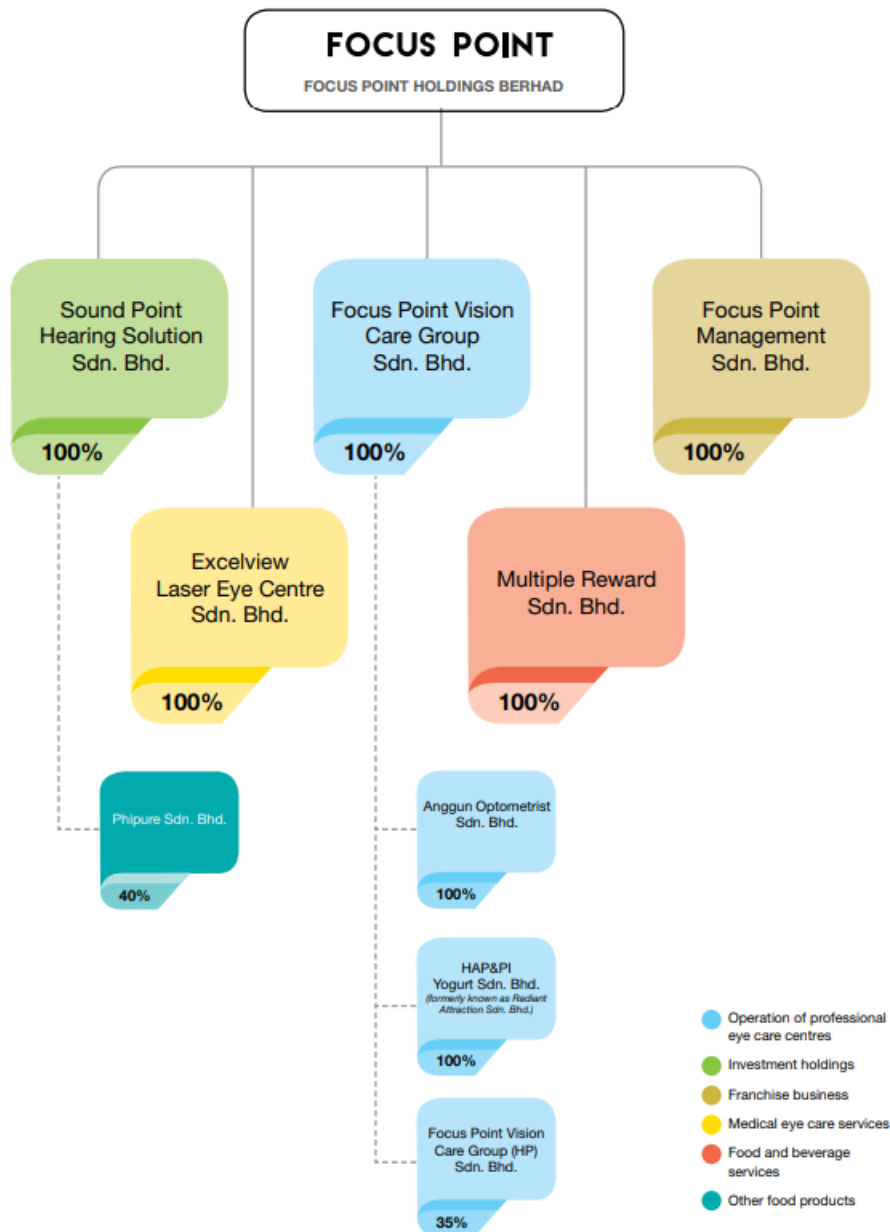 FOCUS POINT
FOCUS POINT HOLDINGS BERHAD
Sound Point
Hearing Solution
Sdn. Bhd.
100%
Focus Point Vision
Care Group
Sdn. Bhd.
100%
Focus Point
Management
Sdn. Bhd.
100%
Excelview
Laser Eye Centre
Sdn. Bhd.
100%
Multiple Reward
Sdn. Bhd.
100%
Phipure Sdn. Bhd.
40%
Anggun Optometrist
Sdn. Bhd.
100%
HAP&PI
Yogurt Sdn. Bhd.
(formerly known as Radiant
Attraction Sdn. Bhd.)
100%
Focus Point Vision
Care Group (HP)
Sdn. Bhd.
35%
Operation of professional
eye care centres
Investment holdings
Franchise business
Medical eye care services
Food and beverage
services
Other food products